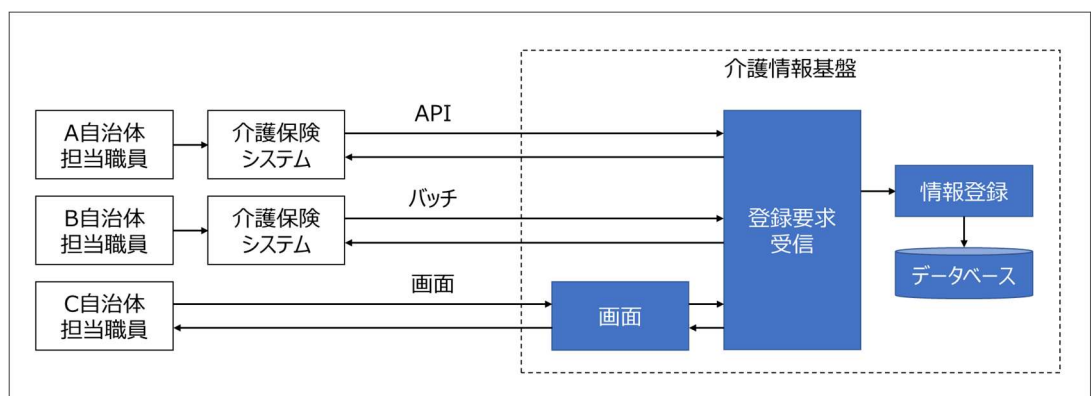 介護情報基盤
API
A自治体
担当職員
介護保険
システム
バッチ
B自治体
担当職員
介護保険
システム
登録要求
受信
情報登録
データベース
画面
C自治体
担当職員
画面